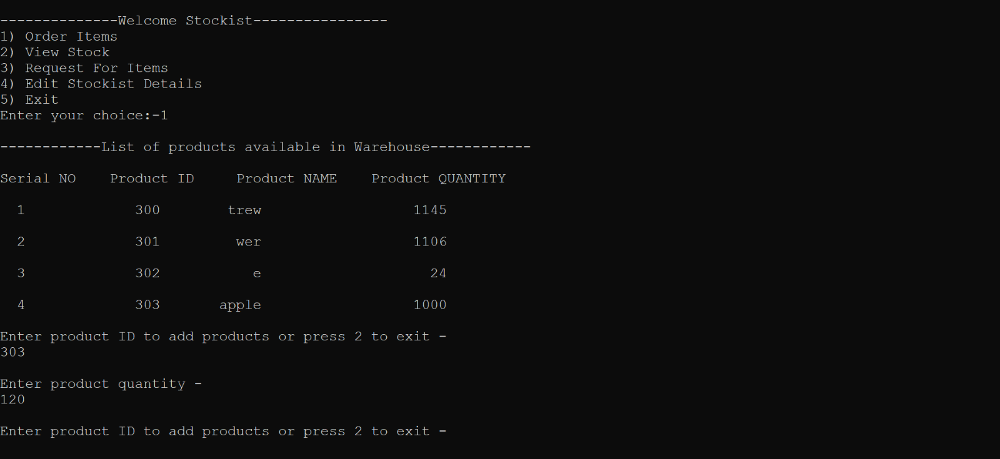 --------------Welcome Stockist----------------
1) Order Items
2) View Stock
3) Request For Items
4) Edit Stockist Details
5) Exit
Enter your choice:-1
------------List of products available in Warehouse------------
Serial NO    Product ID     Product NAME    Product QUANTITY
1    300    trew    1145
2    301    wer    1106
3    302    e    24
4    303    apple    1000
Enter product ID to add products or press 2 to exit -
303
Enter product quantity -
120
Enter product ID to add products or press 2 to exit -